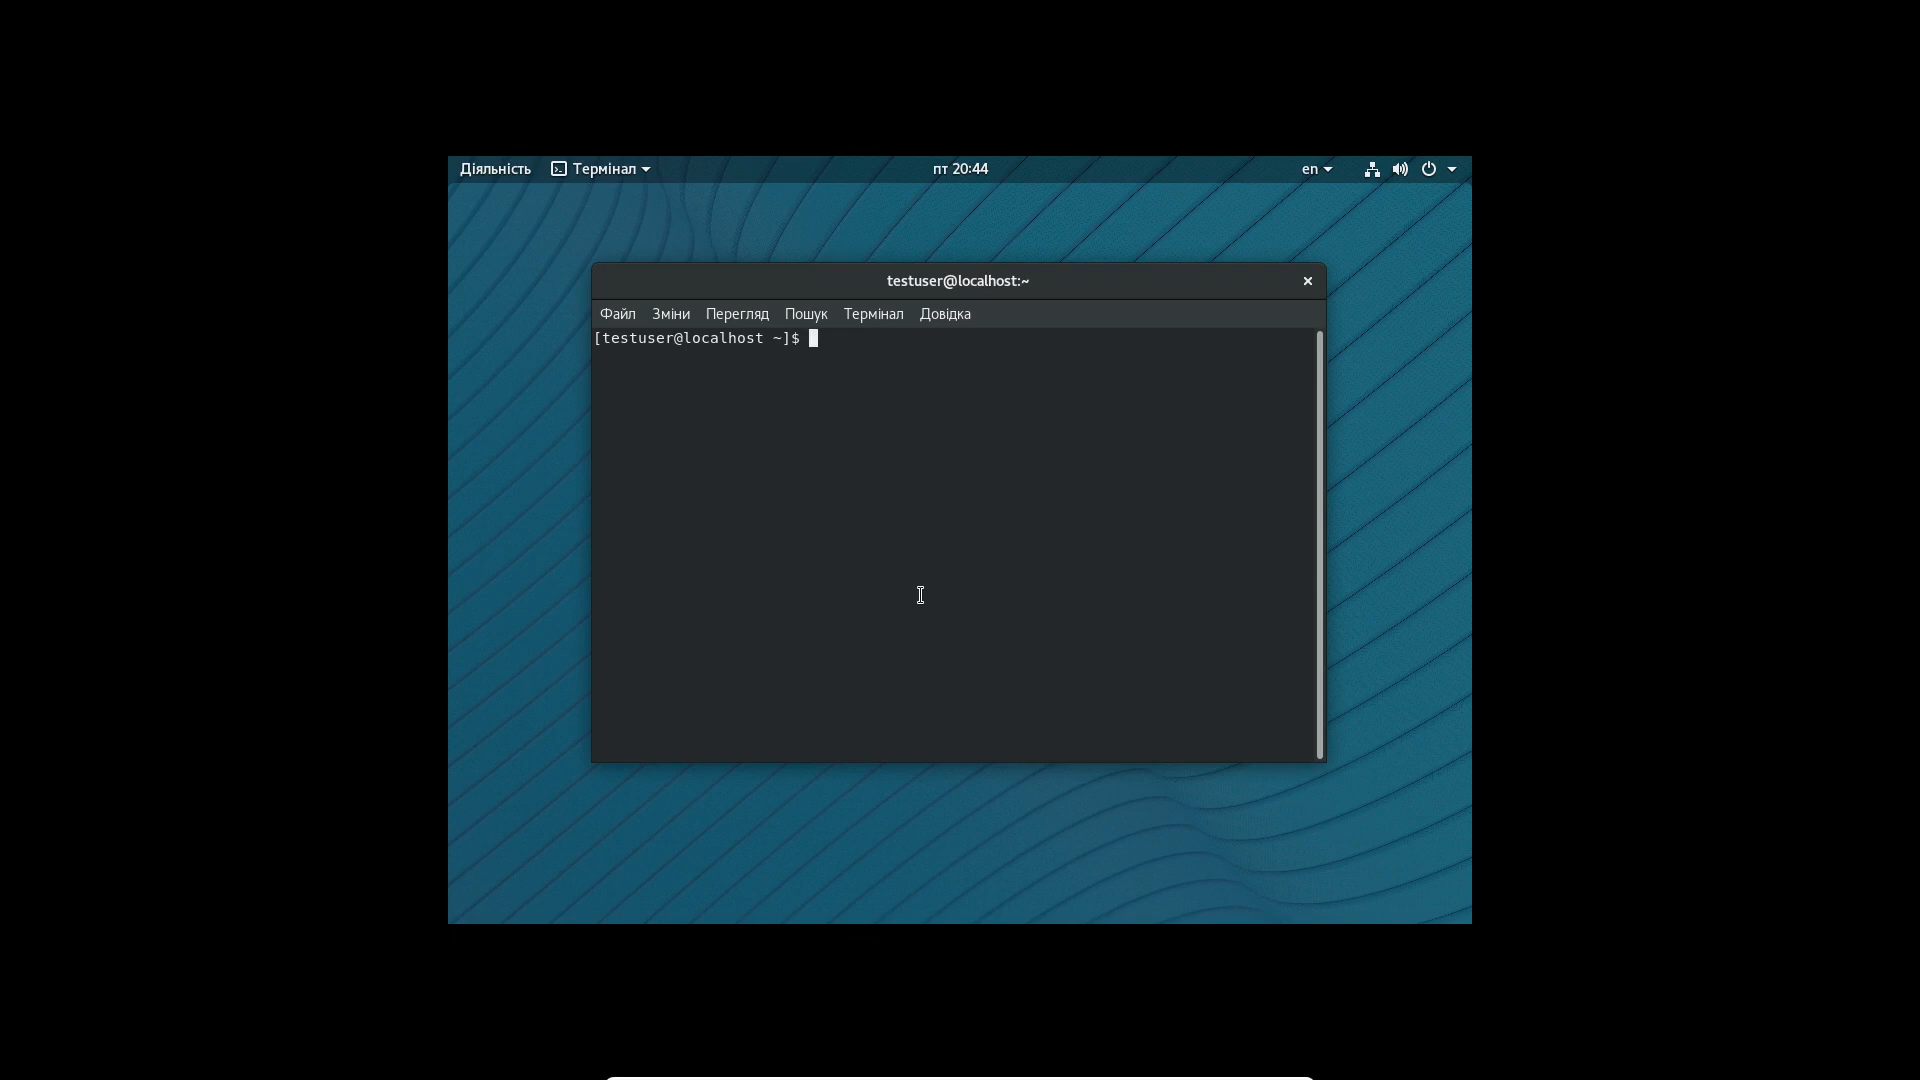 Діяльність Термінал пт 20:44 en
testuser@localhost:~
Файл Зміни Перегляд Пошук Термінал Довідка
[testuser@localhost ~]$